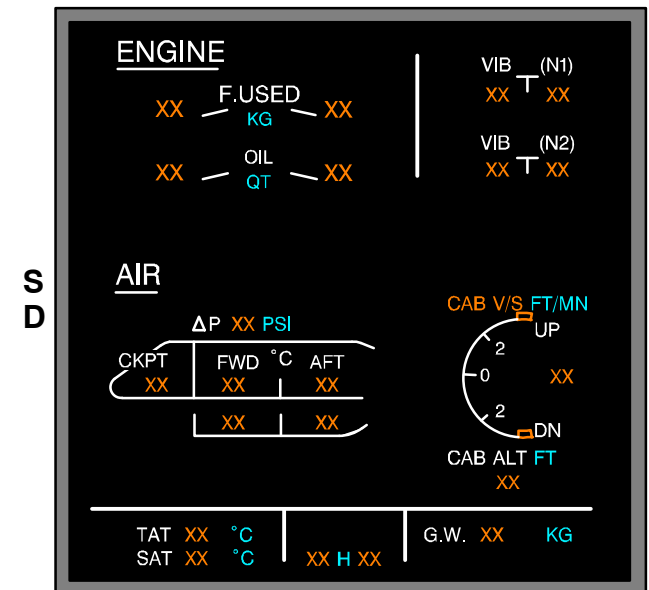 S
D
ENGINE
XX F.USED XX
KG
XX OIL XX
QT
VIB (N1)
XX XX
VIB (N2)
XX XX
AIR
ΔP XX PSI
CKPT FWD °C AFT
XX XX XX
XX XX
CAB V/S FT/MN
UP
2
0 XX
2
DN
CAB ALT FT
XX
TAT XX °C
SAT XX °C
XX H XX
G.W. XX KG